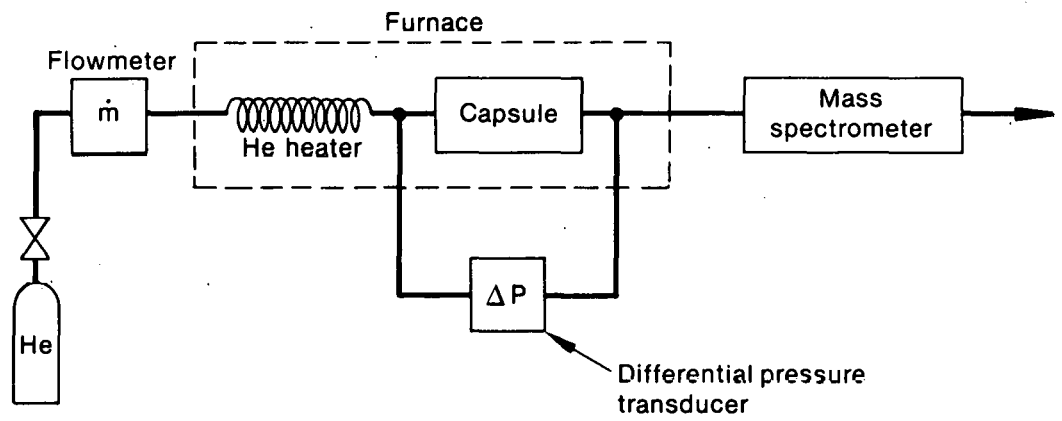 Furnace
Flowmeter
ṁ
He heater
Capsule
Mass
spectrometer
ΔP
He
Differential pressure
transducer